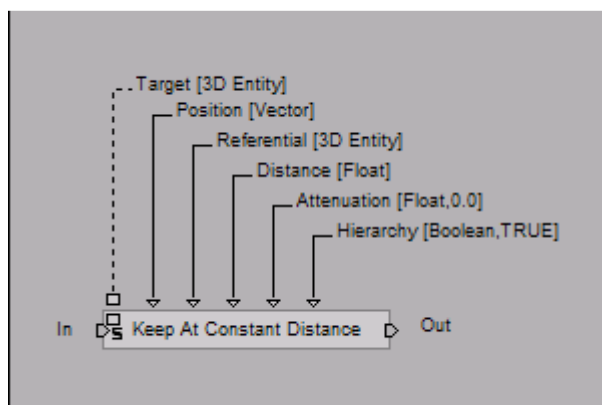 Target [3D Entity]
Position [Vector]
Referential [3D Entity]
Distance [Float]
Attenuation [Float,0.0]
Hierarchy [Boolean,TRUE]
In S Keep At Constant Distance Out